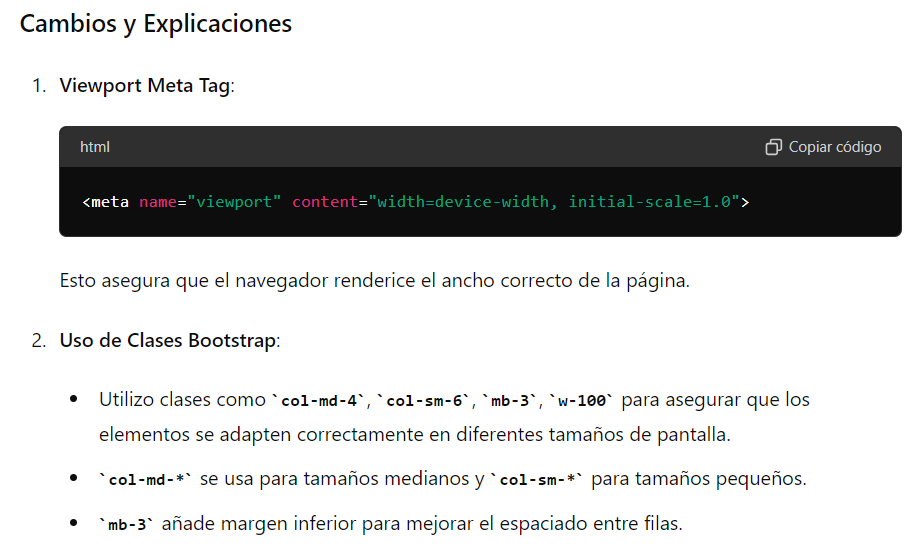 Cambios y Explicaciones
1. Viewport Meta Tag:
html
Copiar código
<meta name="viewport" content="width=device-width, initial-scale=1.0">
Esto asegura que el navegador renderice el ancho correcto de la página.
2. Uso de Clases Bootstrap:
• Utilizo clases como `col-md-4`, `col-sm-6`, `mb-3`, `w-100` para asegurar que los
elementos se adapten correctamente en diferentes tamaños de pantalla.
• `col-md-*` se usa para tamaños medianos y `col-sm-*` para tamaños pequeños.
• `mb-3` añade margen inferior para mejorar el espaciado entre filas.